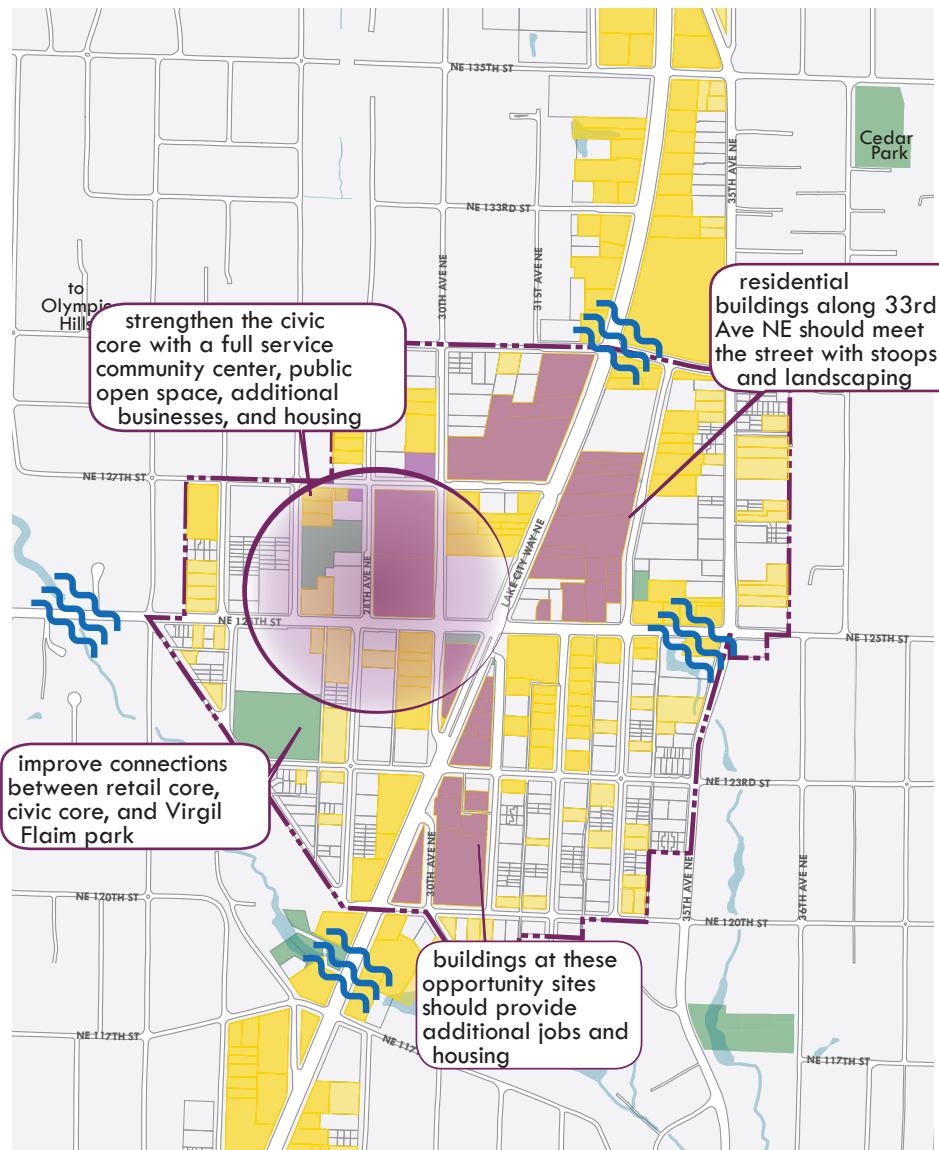 NE 135TH ST
Cedar
Park
35TH AVE NE
NE 133RD ST
30TH AVE NE
31ST AVE NE
to
Olympic
Hills
residential
buildings along 33rd
Ave NE should meet
the street with stoops
and landscaping
strengthen the civic
core with a full service
community center, public
open space, additional
businesses, and housing
NE 127TH ST
LAKE CITY WAY NE
28TH AVE NE
NE 125TH ST
NE 125TH ST
improve connections
between retail core,
civic core, and Virgil
Flaim park
NE 123RD ST
30TH AVE NE
35TH AVE NE
36TH AVE NE
NE 120TH ST
NE 120TH ST
buildings at these
opportunity sites
should provide
additional jobs and
housing
NE 117TH ST
NE 117
NE 117TH ST